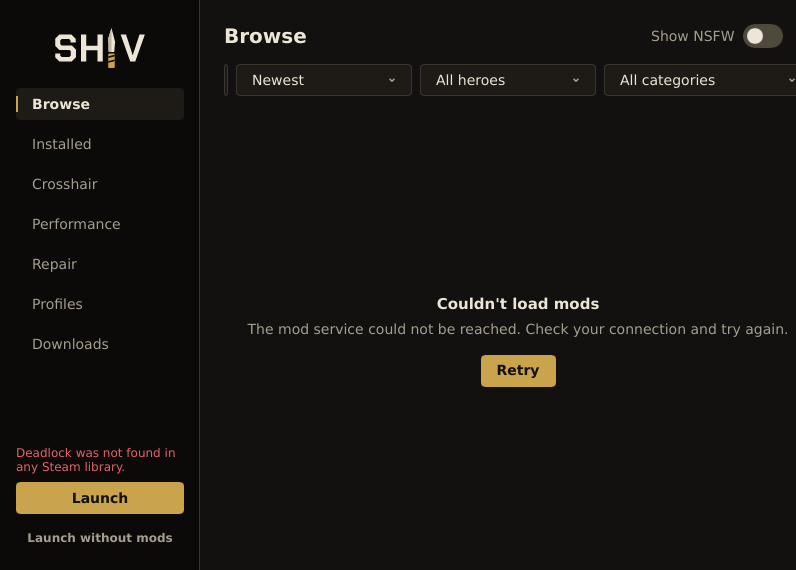 SHIV
Browse
Show NSFW
Newest
All heroes
All categories
Browse
Installed
Crosshair
Performance
Repair
Profiles
Downloads
Couldn't load mods
The mod service could not be reached. Check your connection and try again.
Retry
Deadlock was not found in
any Steam library.
Launch
Launch without mods